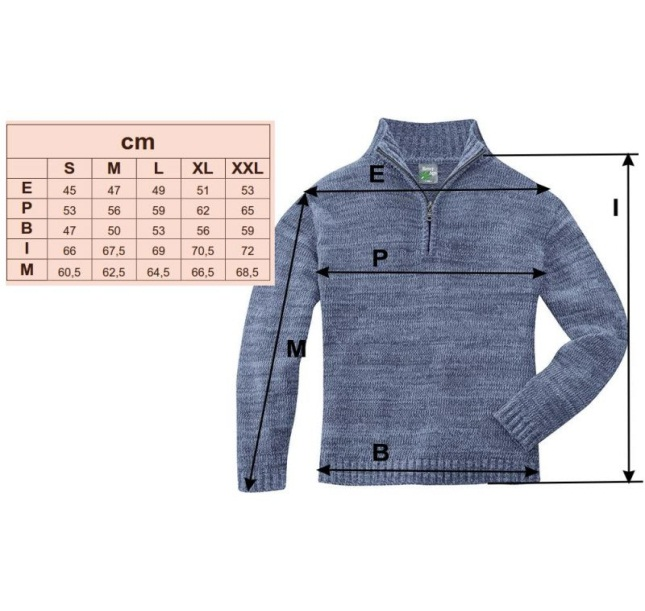 cm
S M L XL XXL
E 45 47 49 51 53
P 53 56 59 62 65
B 47 50 53 56 59
I 66 67,5 69 70,5 72
M 60,5 62,5 64,5 66,5 68,5
E
I
P
M
B